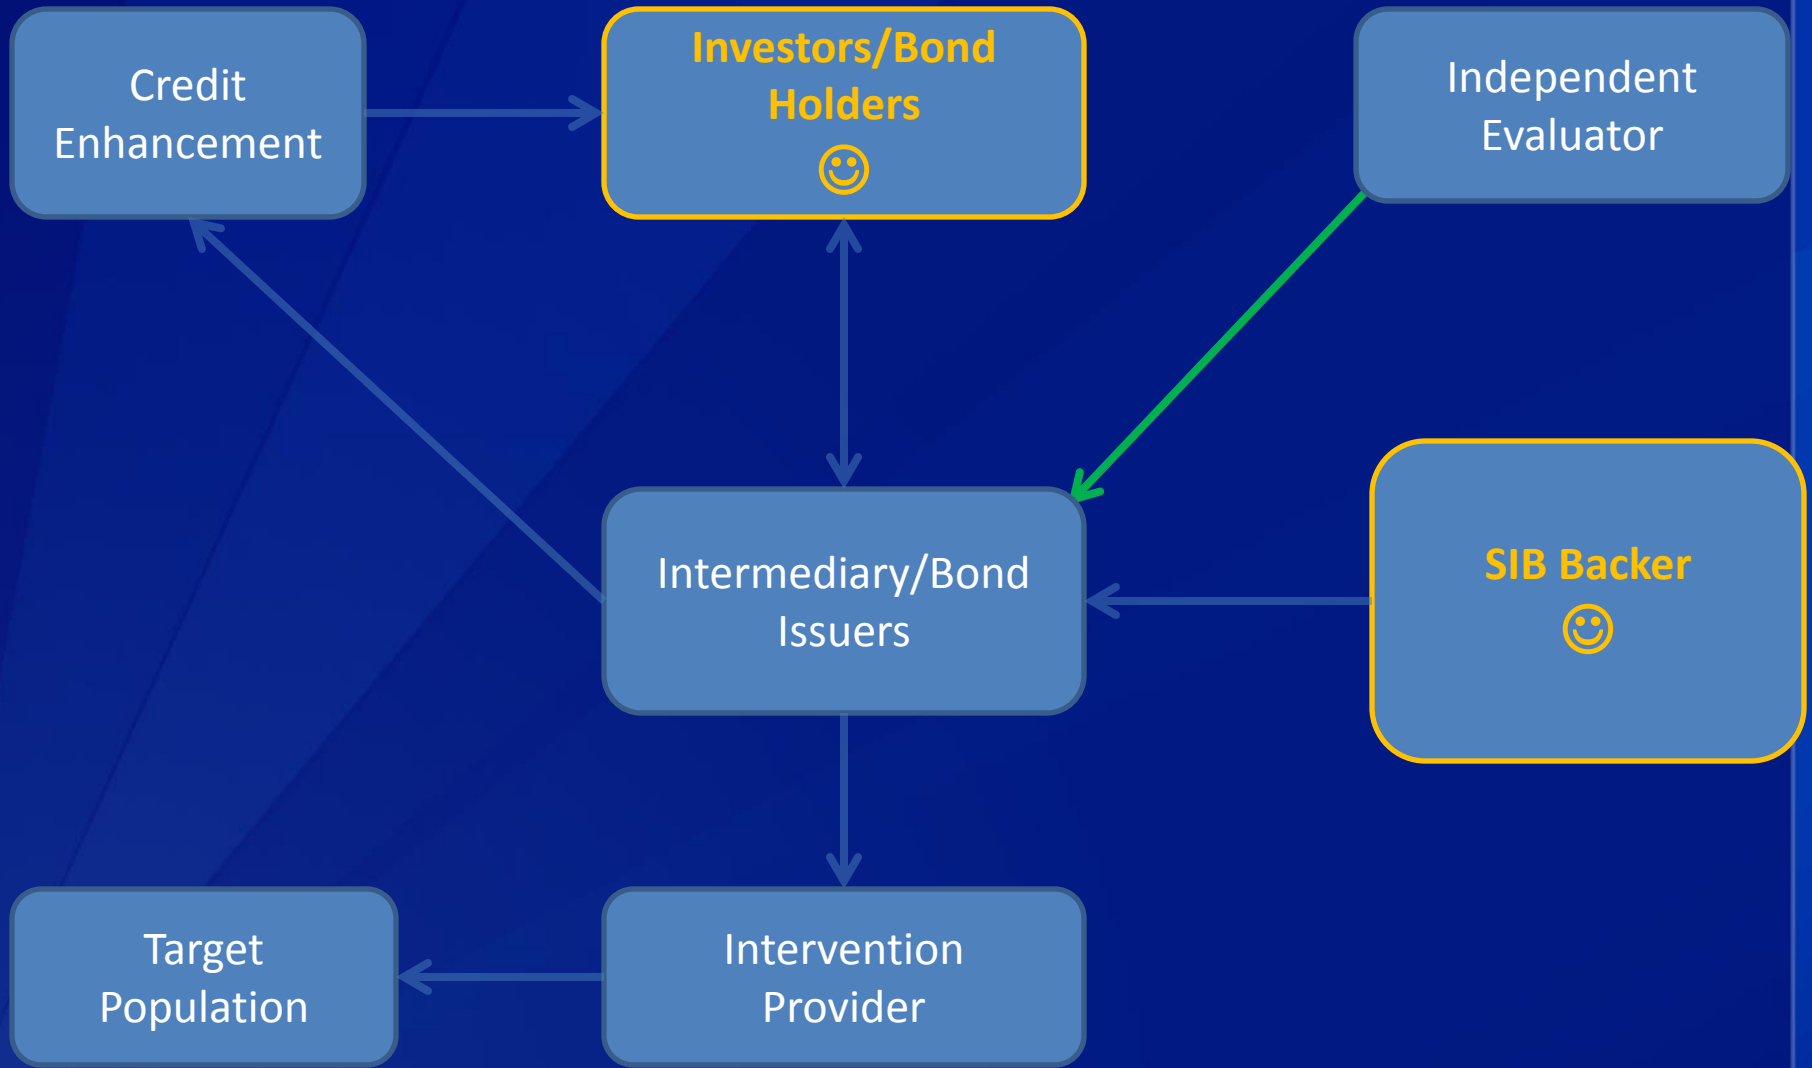 Credit
Enhancement
Investors/Bond
Holders
Independent
Evaluator
Intermediary/Bond
Issuers
SIB Backer
Target
Population
Intervention
Provider